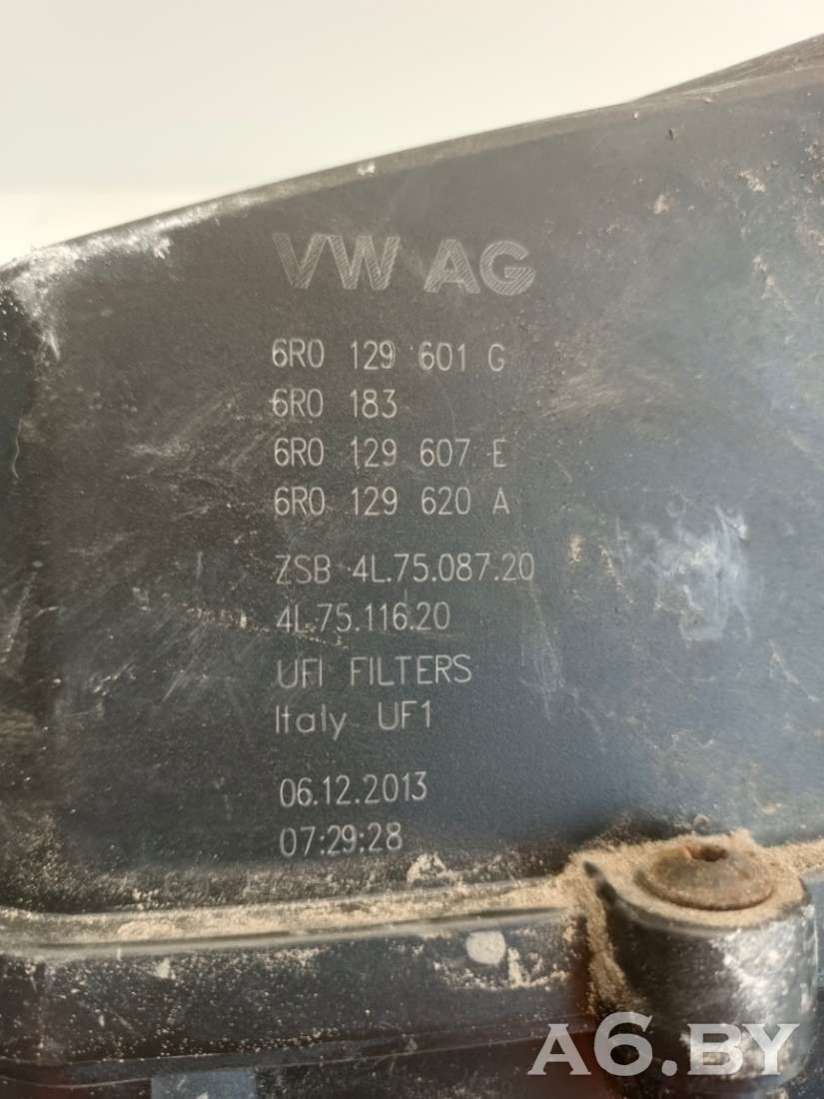 VW AG
6R0 129 601 G
6R0 183
6R0 129 607 E
6R0 129 620 A
ZSB 4L.75.087.20
4L.75.116.20
UFI FILTERS
Italy UF1
06.12.2013
07:29:28
A6.BY